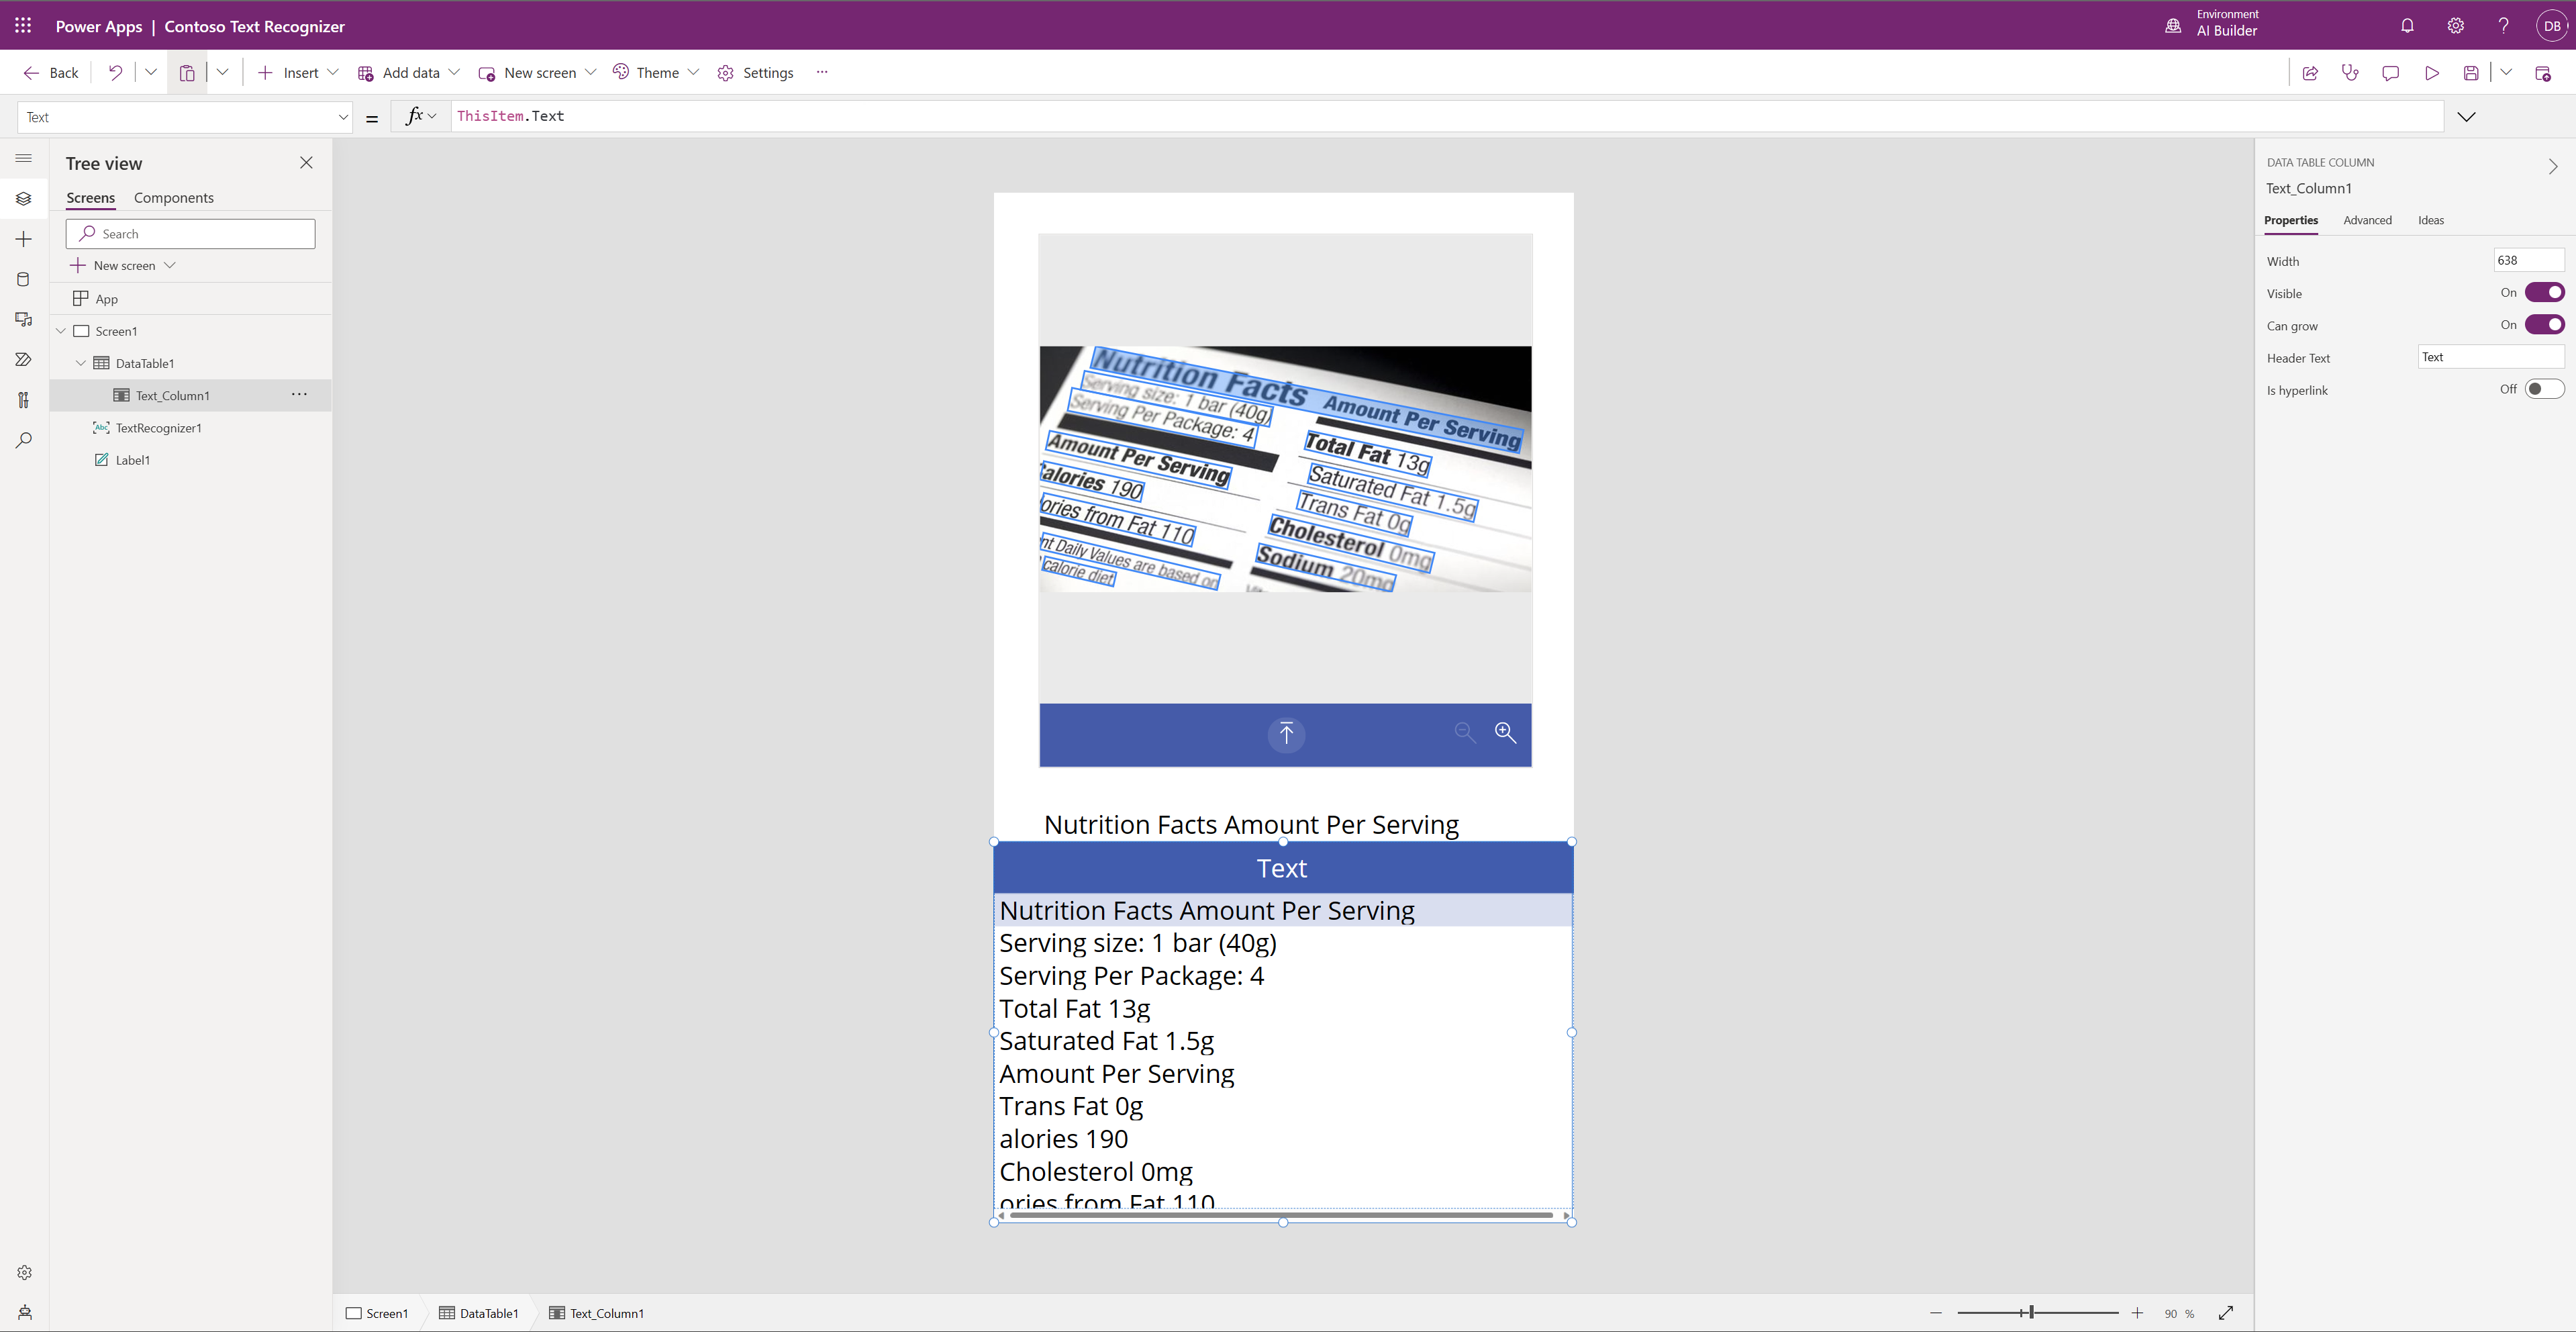 Power Apps | Contoso Text Recognizer
Environment
AI Builder
DB
Back
Insert
Add data
New screen
Theme
Settings
Text
=
fx
ThisItem.Text
Tree view
Screens
Components
Search
New screen
App
Screen1
DataTable1
Text_Column1
Abc
TextRecognizer1
Label1
Nutrition Facts Amount Per Serving
Serving size: 1 bar (40g)
Serving Per Package: 4
Amount Per Serving
alories 190
ories from Fat 110
nt Daily Values are based on
calorie diet
Total Fat 13g
Saturated Fat 1.5g
Trans Fat 0g
Cholesterol 0mg
Sodium 20mg
Nutrition Facts Amount Per Serving
Text
Nutrition Facts Amount Per Serving
Serving size: 1 bar (40g)
Serving Per Package: 4
Total Fat 13g
Saturated Fat 1.5g
Amount Per Serving
Trans Fat 0g
alories 190
Cholesterol 0mg
ories from Fat 110
DATA TABLE COLUMN
Text_Column1
Properties
Advanced
Ideas
Width
638
Visible
On
Can grow
On
Header Text
Text
Is hyperlink
Off
Screen1
DataTable1
Text_Column1
90 %